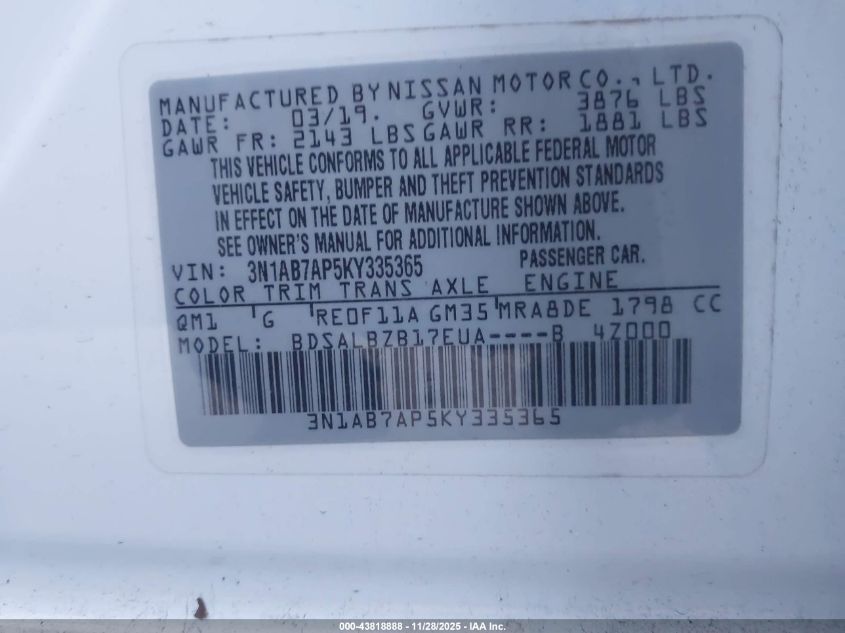 MANUFACTURED BY NISSAN MOTOR CO., LTD.
DATE: 03/19. GVWR: 3876 LBS
GAWR FR: 2143 LBS GAWR RR: 1881 LBS
THIS VEHICLE CONFORMS TO ALL APPLICABLE FEDERAL MOTOR
VEHICLE SAFETY, BUMPER AND THEFT PREVENTION STANDARDS
IN EFFECT ON THE DATE OF MANUFACTURE SHOWN ABOVE.
SEE OWNER'S MANUAL FOR ADDITIONAL INFORMATION.
VIN: 3N1AB7AP5KY335365 PASSENGER CAR.
COLOR TRIM TRANS AXLE ENGINE
QM1 G RE0F11A GM35 MRA8DE 1798 CC
MODEL: BDSALBZB17EUA----B 4Z000
3N1AB7AP5KY335365
000-43818888 - 11/28/2025 - IAA Inc.